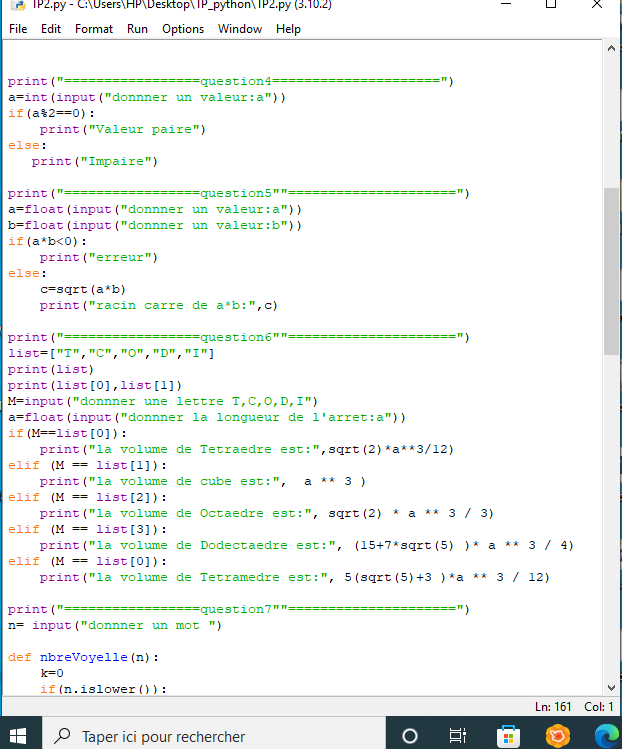 TP2.py - C:\Users\HP\Desktop\TP_python\TP2.py (3.10.2)
File Edit Format Run Options Window Help
print("=================question4=====================")
a=int(input("donnner un valeur:a"))
if(a%2==0):
    print("Valeur paire")
else:
   print("Impaire")
print("=================question5""=====================")
a=float(input("donnner un valeur:a"))
b=float(input("donnner un valeur:b"))
if(a*b<0):
    print("erreur")
else:
    c=sqrt(a*b)
    print("racin carre de a*b:",c)
print("=================question6""=====================")
list=["T","C","O","D","I"]
print(list)
print(list[0],list[1])
M=input("donnner une lettre T,C,O,D,I")
a=float(input("donnner la longueur de l'arret:a"))
if(M==list[0]):
    print("la volume de Tetraedre est:",sqrt(2)*a**3/12)
elif (M == list[1]):
    print("la volume de cube est:",  a ** 3 )
elif (M == list[2]):
    print("la volume de Octaedre est:", sqrt(2) * a ** 3 / 3)
elif (M == list[3]):
    print("la volume de Dodectaedre est:", (15+7*sqrt(5) )* a ** 3 / 4)
elif (M == list[0]):
    print("la volume de Tetramedre est:", 5(sqrt(5)+3 )*a ** 3 / 12)
print("=================question7""=====================")
n= input("donnner un mot ")
def nbreVoyelle(n):
    k=0
    if(n.islower()):
Ln: 161 Col: 1
Taper ici pour rechercher